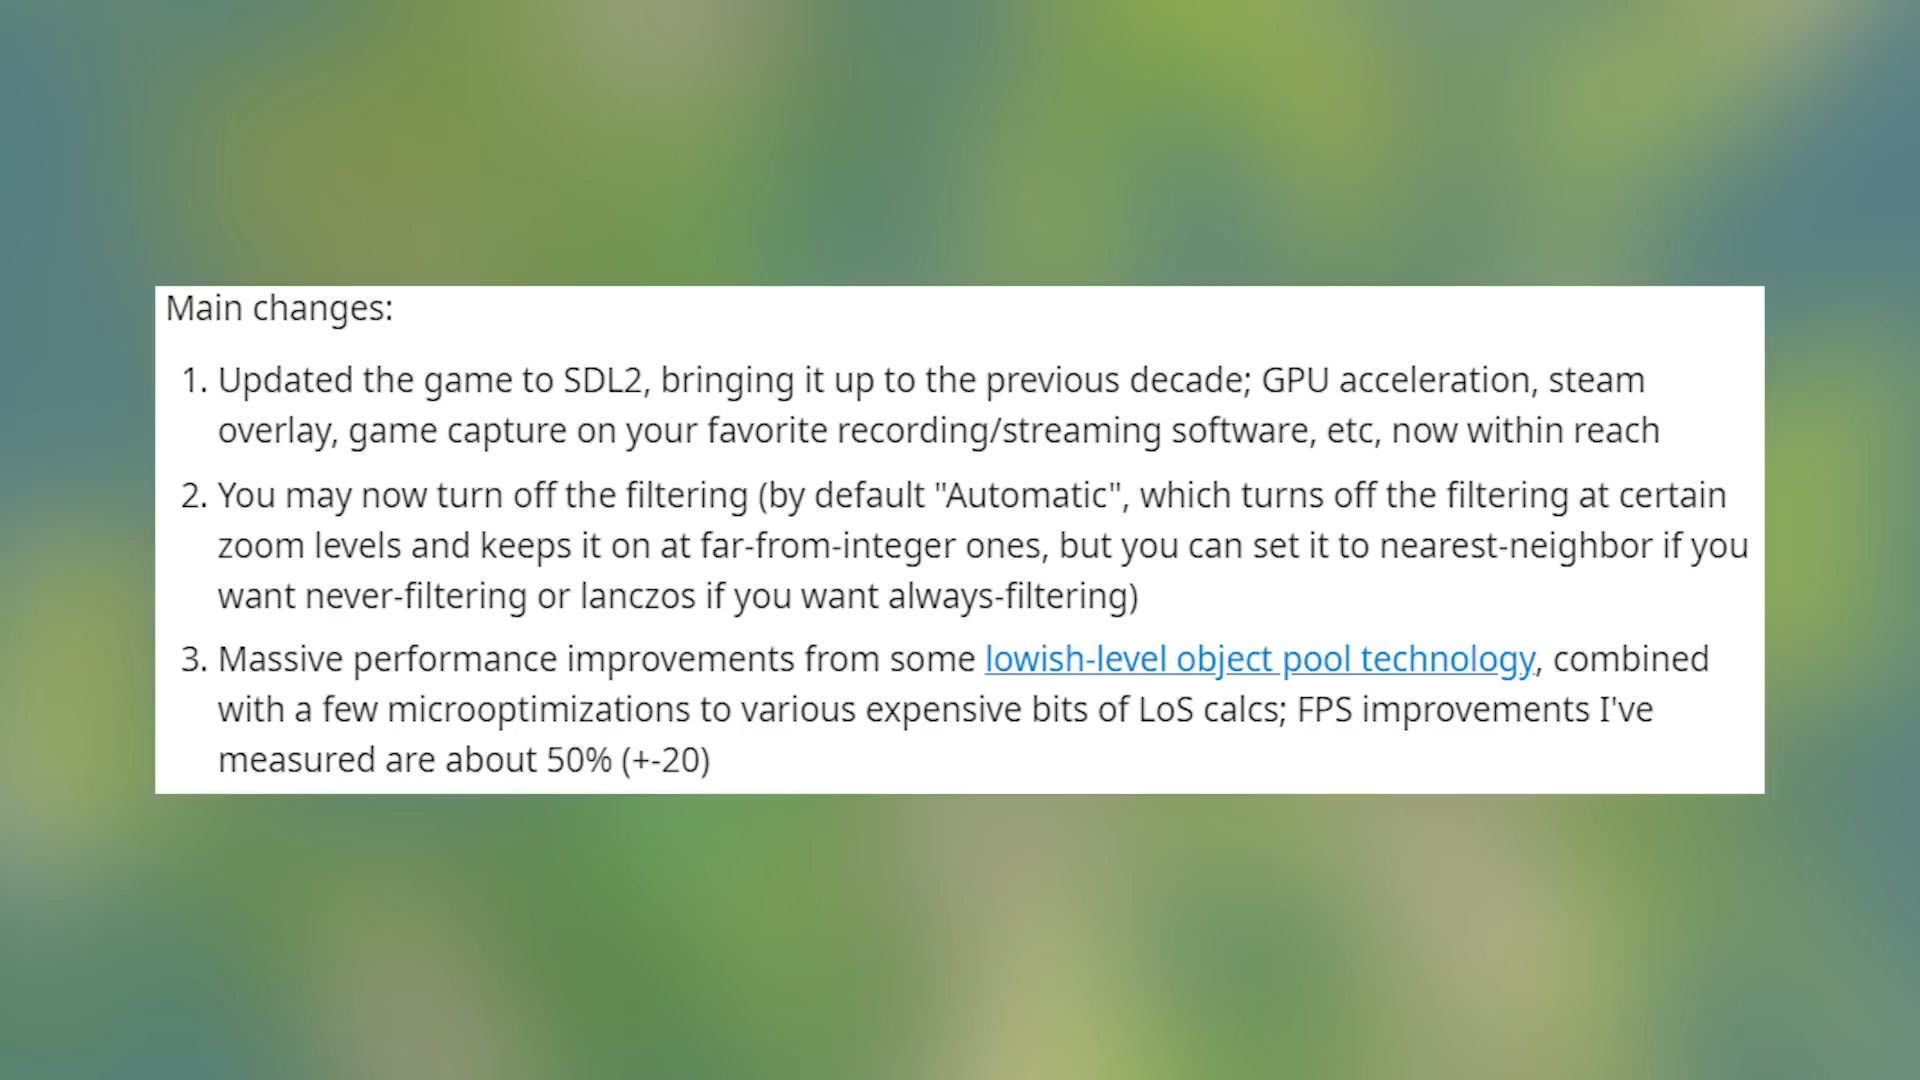 Main changes:
1. Updated the game to SDL2, bringing it up to the previous decade; GPU acceleration, steam
overlay, game capture on your favorite recording/streaming software, etc, now within reach
2. You may now turn off the filtering (by default "Automatic", which turns off the filtering at certain
zoom levels and keeps it on at far-from-integer ones, but you can set it to nearest-neighbor if you
want never-filtering or lanczos if you want always-filtering)
3. Massive performance improvements from some lowish-level object pool technology, combined
with a few microoptimizations to various expensive bits of LoS calcs; FPS improvements I've
measured are about 50% (+-20)